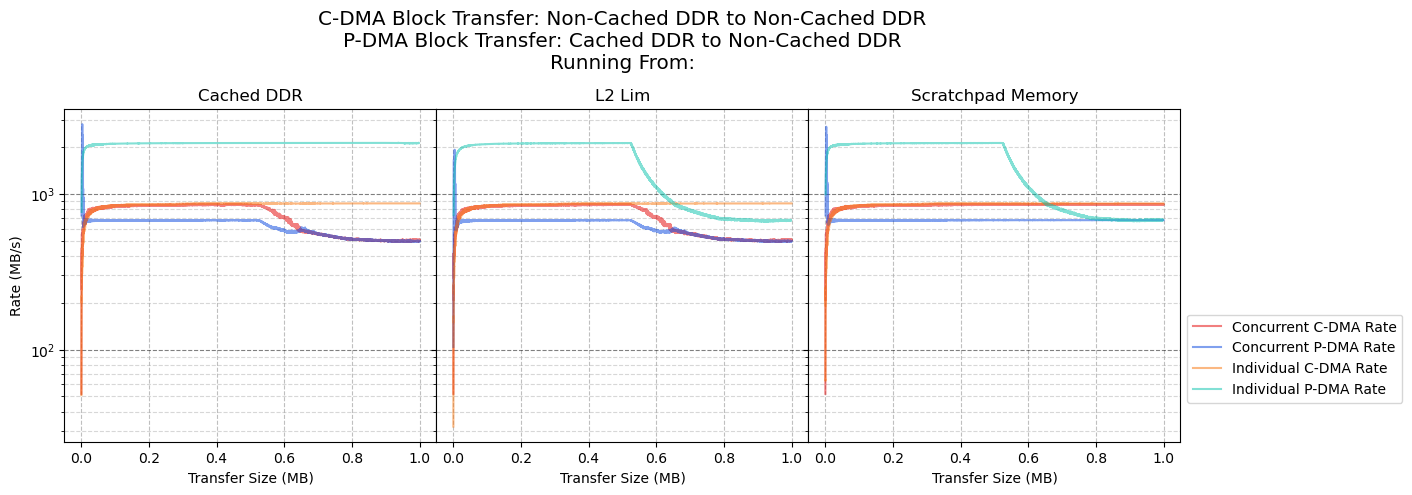 C-DMA Block Transfer: Non-Cached DDR to Non-Cached DDR
P-DMA Block Transfer: Cached DDR to Non-Cached DDR
Running From:
Cached DDR
L2 Lim
Scratchpad Memory
Rate (MB/s)
10³
10²
0.0 0.2 0.4 0.6 0.8 1.0
0.0 0.2 0.4 0.6 0.8 1.0
0.0 0.2 0.4 0.6 0.8 1.0
Transfer Size (MB)
Transfer Size (MB)
Transfer Size (MB)
Concurrent C-DMA Rate
Concurrent P-DMA Rate
Individual C-DMA Rate
Individual P-DMA Rate